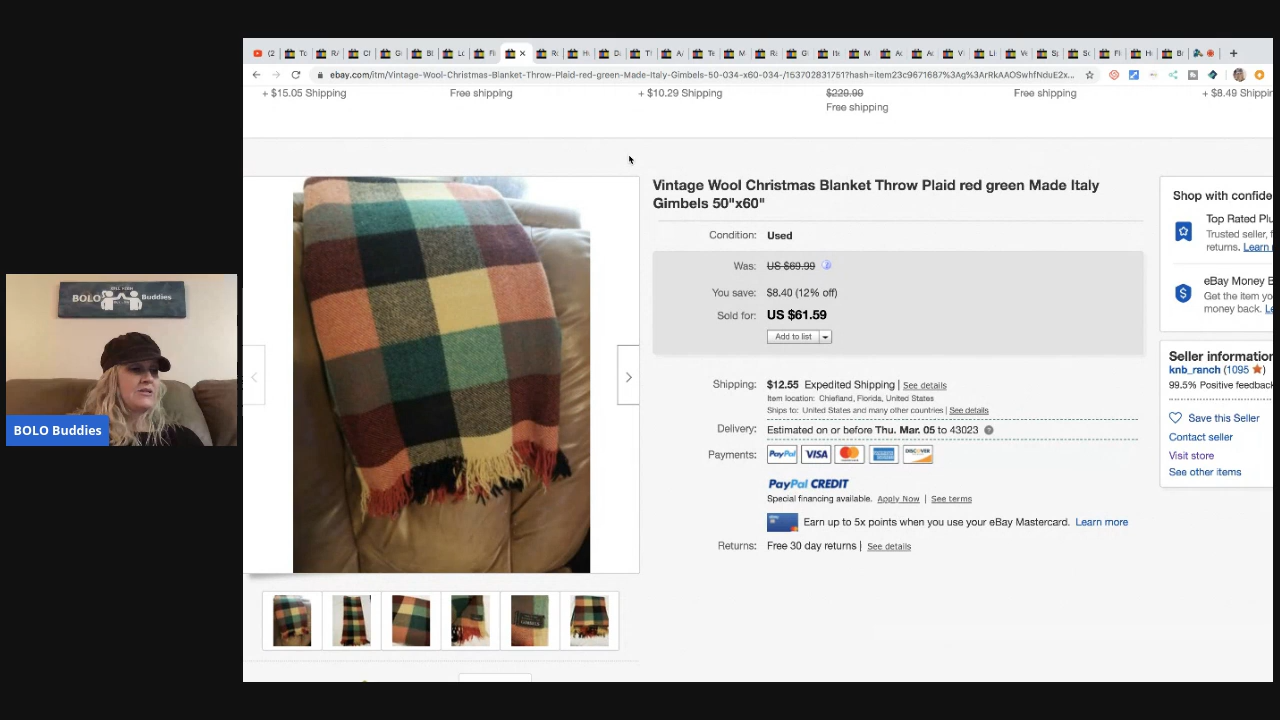 ebay.com/itm/Vintage-Wool-Christmas-Blanket-Throw-Plaid-red-green-Made-Italy-Gimbels-50-034-x60-034-/153702831751?hash=item23c9671687%3Ag%3ArRkAAOSwhfNduE2x...
+ $15.05 Shipping
Free shipping
+ $10.29 Shipping
$220.00
Free shipping
Free shipping
+ $8.49 Shippin
Vintage Wool Christmas Blanket Throw Plaid red green Made Italy
Gimbels 50"x60"
Condition: Used
Was: US $69.99
You save: $8.40 (12% off)
Sold for: US $61.59
Add to list
Shipping: $12.55 Expedited Shipping | See details
Item location: Chiefland, Florida, United States
Ships to: United States and many other countries | See details
Delivery: Estimated on or before Thu. Mar. 05 to 43023
Payments: PayPal VISA
PayPal CREDIT
Special financing available. Apply Now | See terms
Earn up to 5x points when you use your eBay Mastercard. Learn more
Returns: Free 30 day returns | See details
Shop with confide
Top Rated Plu
Trusted seller, f
returns. Learn
eBay Money B
Get the item yo
money back. Le
Seller information
knb_ranch (1095)
99.5% Positive feedback
Save this Seller
Contact seller
Visit store
See other items
BOLO Buddies
BOLO Buddies